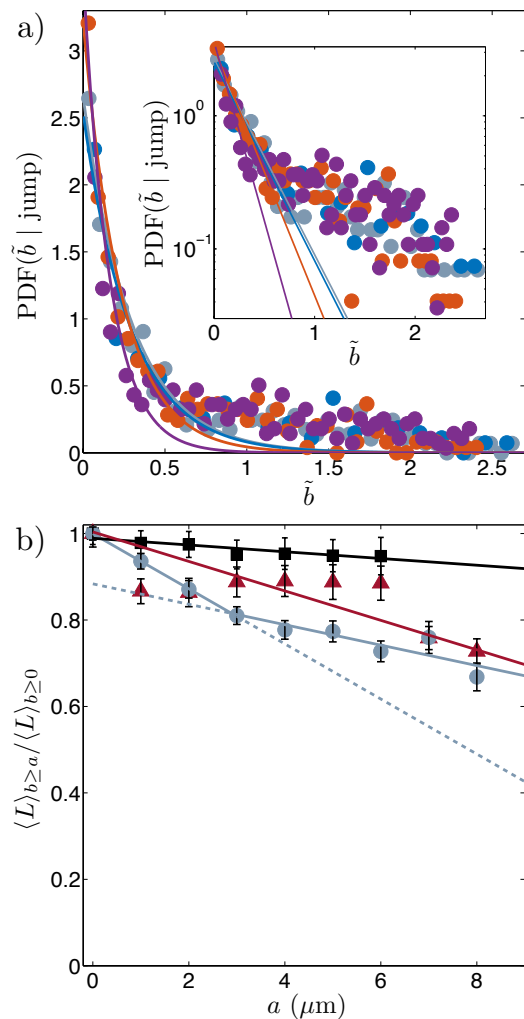 a)
3
2.5
2
1.5
1
0.5
0
PDF(b̃ | jump)
0 0.5 1 1.5 2 2.5
b̃
10⁰
10⁻¹
PDF(b̃ | jump)
0 1 2
b̃
b)
1
0.8
0.6
0.4
0.2
0
⟨L⟩b≥a/⟨L⟩b≥0
0 2 4 6 8
a (μm)